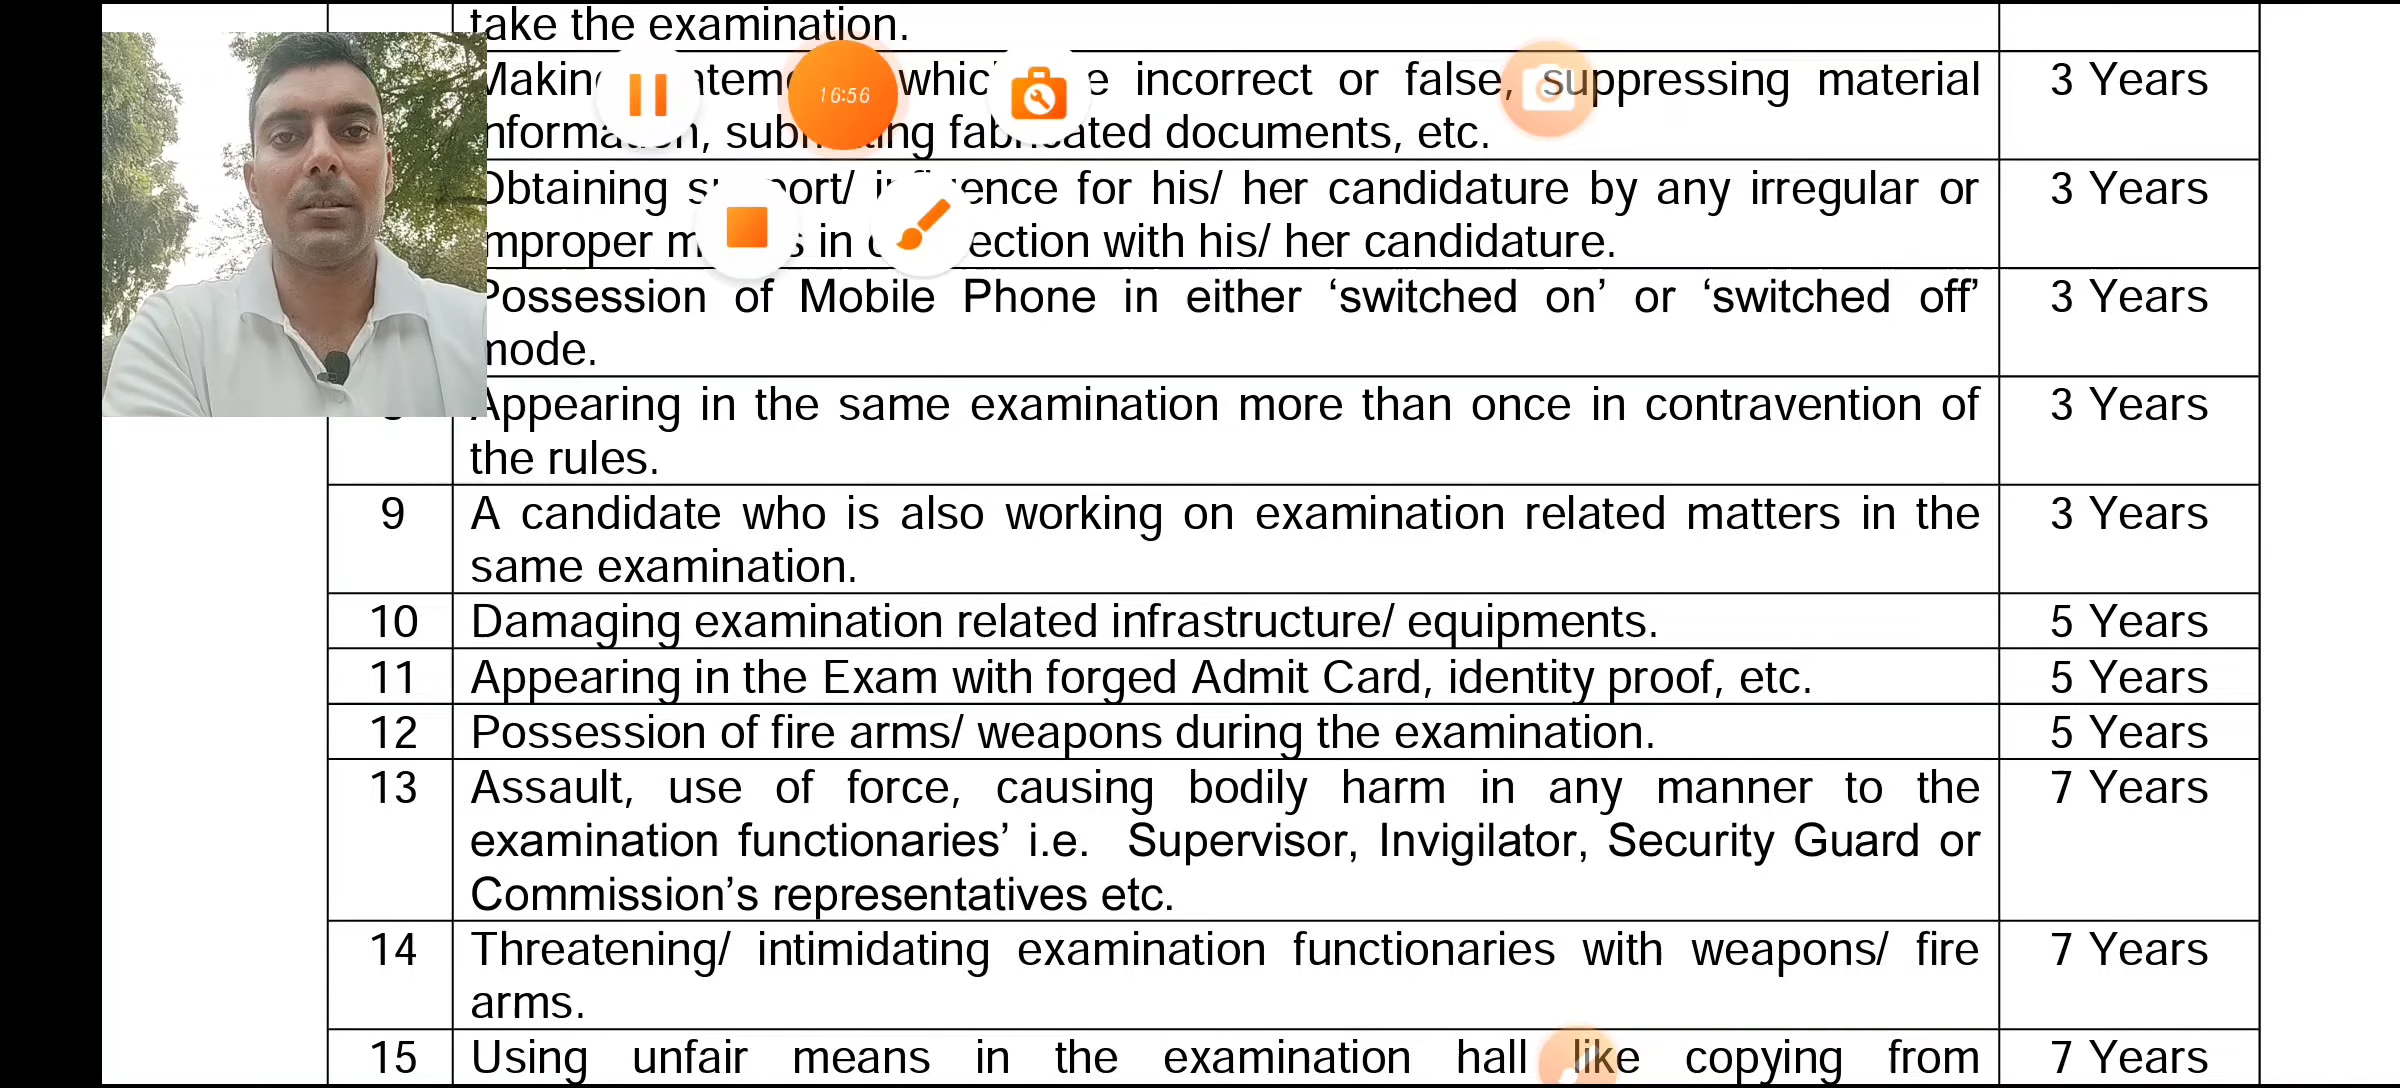 take the examination.
which incorrect or false, suppressing material 3 Years
fabricated documents, etc.
Obtaining for his/ her candidature by any irregular or 3 Years
in ection with his/ her candidature.
Possession of Mobile Phone in either ‘switched on’ or ‘switched off’ 3 Years
mode.
Appearing in the same examination more than once in contravention of 3 Years
the rules.
9 A candidate who is also working on examination related matters in the 3 Years
same examination.
10 Damaging examination related infrastructure/ equipments. 5 Years
11 Appearing in the Exam with forged Admit Card, identity proof, etc. 5 Years
12 Possession of fire arms/ weapons during the examination. 5 Years
13 Assault, use of force, causing bodily harm in any manner to the 7 Years
examination functionaries’ i.e. Supervisor, Invigilator, Security Guard or
Commission’s representatives etc.
14 Threatening/ intimidating examination functionaries with weapons/ fire 7 Years
arms.
15 Using unfair means in the examination hall like copying from 7 Years
16:56